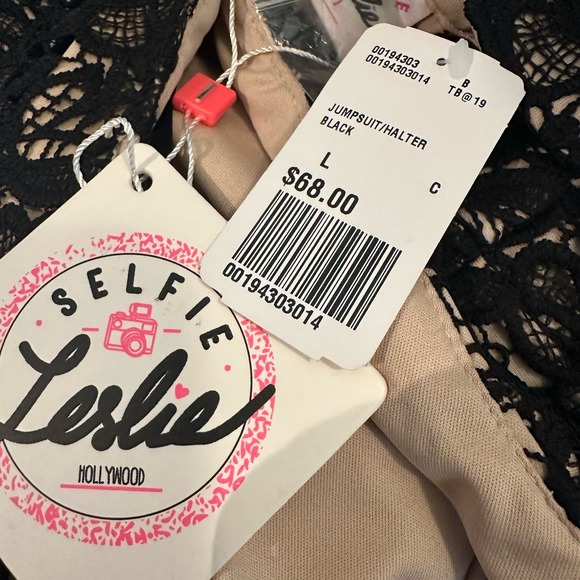 SELFIE
Leslie
HOLLYWOOD
00194303
00194303014
B
TB@19
JUMPSUIT/HALTER
BLACK
L
C
$68.00
00194303014